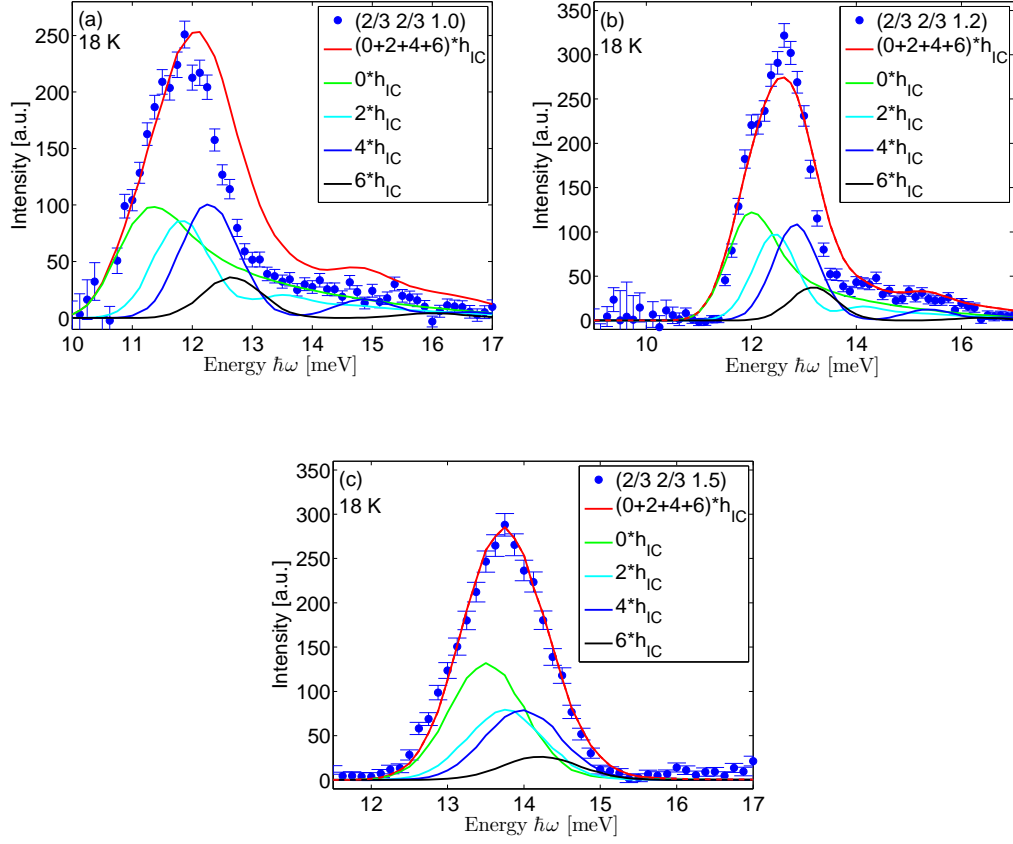 (a)
18 K
(2/3 2/3 1.0)
(0+2+4+6)*h_IC
0*h_IC
2*h_IC
4*h_IC
6*h_IC
Intensity [a.u.]
250
200
150
100
50
0
10 11 12 13 14 15 16 17
Energy ℏω [meV]
(b)
18 K
(2/3 2/3 1.2)
(0+2+4+6)*h_IC
0*h_IC
2*h_IC
4*h_IC
6*h_IC
Intensity [a.u.]
350
300
250
200
150
100
50
0
10 12 14 16
Energy ℏω [meV]
(c)
18 K
(2/3 2/3 1.5)
(0+2+4+6)*h_IC
0*h_IC
2*h_IC
4*h_IC
6*h_IC
Intensity [a.u.]
350
300
250
200
150
100
50
0
12 13 14 15 16 17
Energy ℏω [meV]